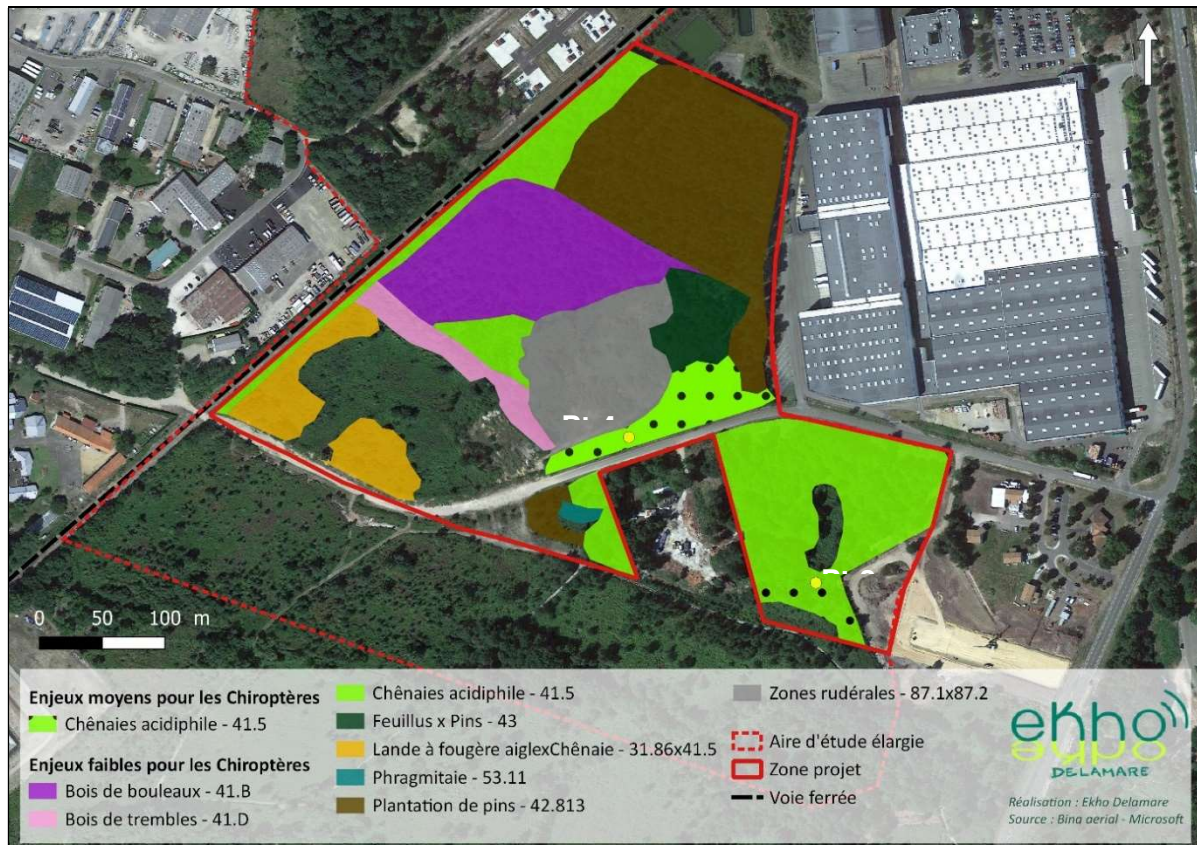 0 50 100 m
Enjeux moyens pour les Chiroptères
Chênaies acidiphile - 41.5
Enjeux faibles pour les Chiroptères
Bois de bouleaux - 41.B
Bois de trembles - 41.D
Chênaies acidiphile - 41.5
Feuillus x Pins - 43
Lande à fougère aiglexChênaie - 31.86x41.5
Phragmitaie - 53.11
Plantation de pins - 42.813
Zones rudérales - 87.1x87.2
Aire d'étude élargie
Zone projet
Voie ferrée
ekho
DELAMARE
Réalisation : Ekho Delamare
Source : Bing aerial - Microsoft